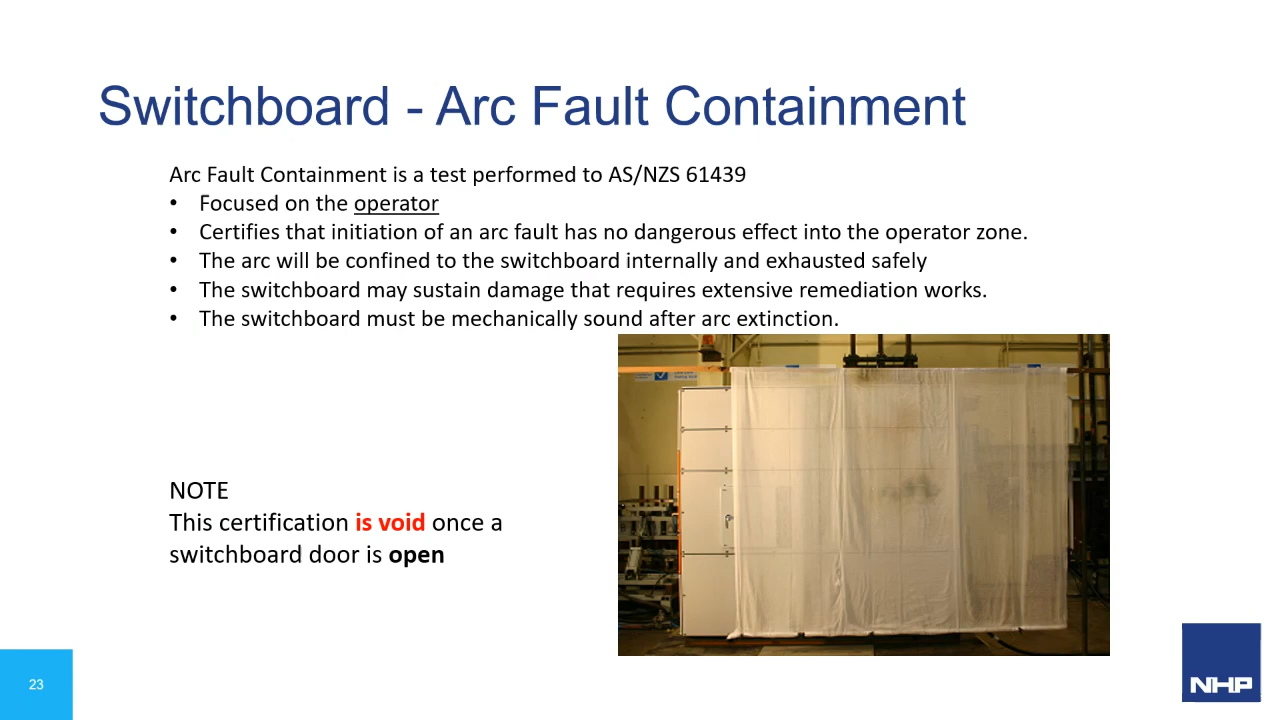 Switchboard - Arc Fault Containment
Arc Fault Containment is a test performed to AS/NZS 61439
• Focused on the operator
• Certifies that initiation of an arc fault has no dangerous effect into the operator zone.
• The arc will be confined to the switchboard internally and exhausted safely
• The switchboard may sustain damage that requires extensive remediation works.
• The switchboard must be mechanically sound after arc extinction.
NOTE
This certification is void once a
switchboard door is open
23
NHP